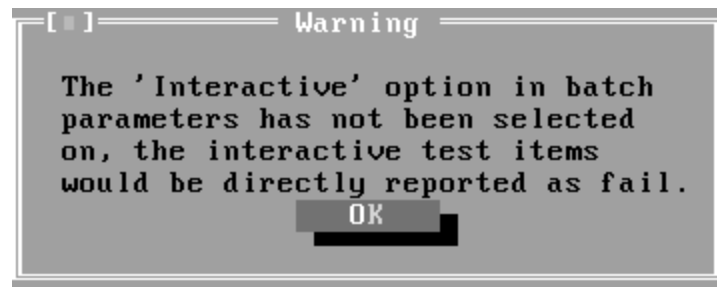 [■] Warning
The 'Interactive' option in batch
parameters has not been selected
on, the interactive test items
would be directly reported as fail.
OK